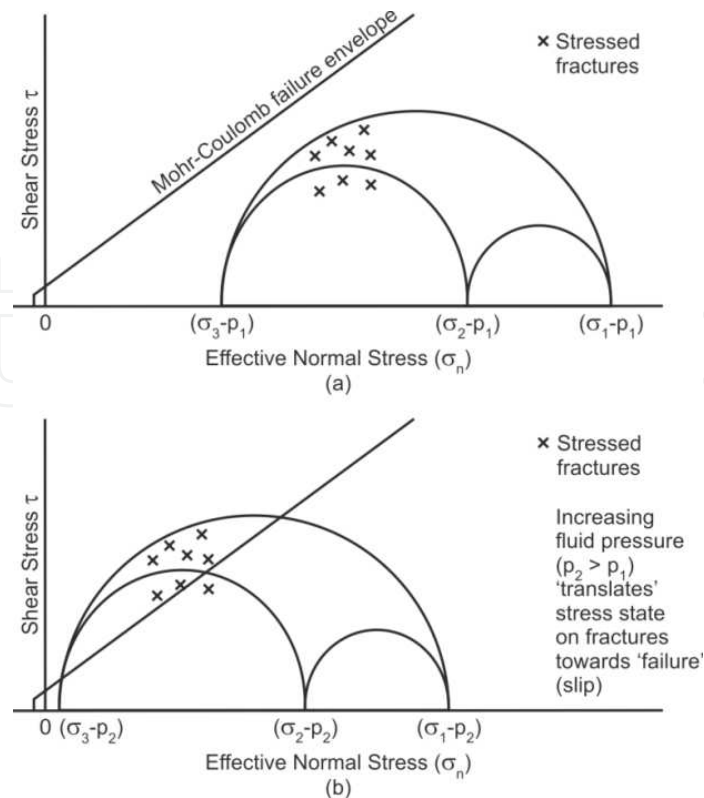 × Stressed
fractures
Mohr-Coulomb failure envelope
Shear Stress τ
0
(σ₃-p₁)
(σ₂-p₁)
(σ₁-p₁)
Effective Normal Stress (σₙ)
(a)
× Stressed
fractures
Increasing
fluid pressure
(p₂ > p₁)
‘translates’
stress state
on fractures
towards ‘failure’
(slip)
Shear Stress τ
0 (σ₃-p₂)
(σ₂-p₂)
(σ₁-p₂)
Effective Normal Stress (σₙ)
(b)